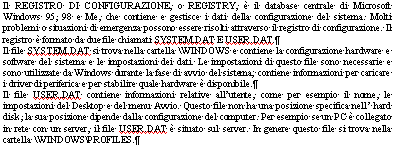 Il REGISTRO DI CONFIGURAZIONE, o REGISTRY, è il database centrale di Microsoft
Windows 95, 98 e Me, che contiene e gestisce i dati della configurazione del sistema. Molti
problemi o situazioni di emergenza possono essere risolti attraverso il registro di configurazione. Il
registro è formato da due file chiamati SYSTEM.DAT E USER.DAT.¶
Il file SYSTEM.DAT si trova nella cartella \WINDOWS e contiene la configurazione hardware e
software del sistema e le impostazioni dei dati. Le impostazioni di questo file sono necessarie e
sono utilizzate da Windows durante la fase di avvio del sistema; contiene informazioni per caricare
i driver di periferica e per stabilire quale hardware è disponibile.¶
Il file USER.DAT contiene informazioni relative all'utente, come per esempio il nome, le
impostazioni del Desktop e del menu Avvio. Questo file non ha una posizione specifica nell' hard
disk; la sua posizione dipende dalla configurazione del computer. Per esempio se un PC è collegato
in rete con un server, il file USER.DAT è situato sul server. In genere questo file si trova nella
cartella \WINDOWS\PROFILES.¶